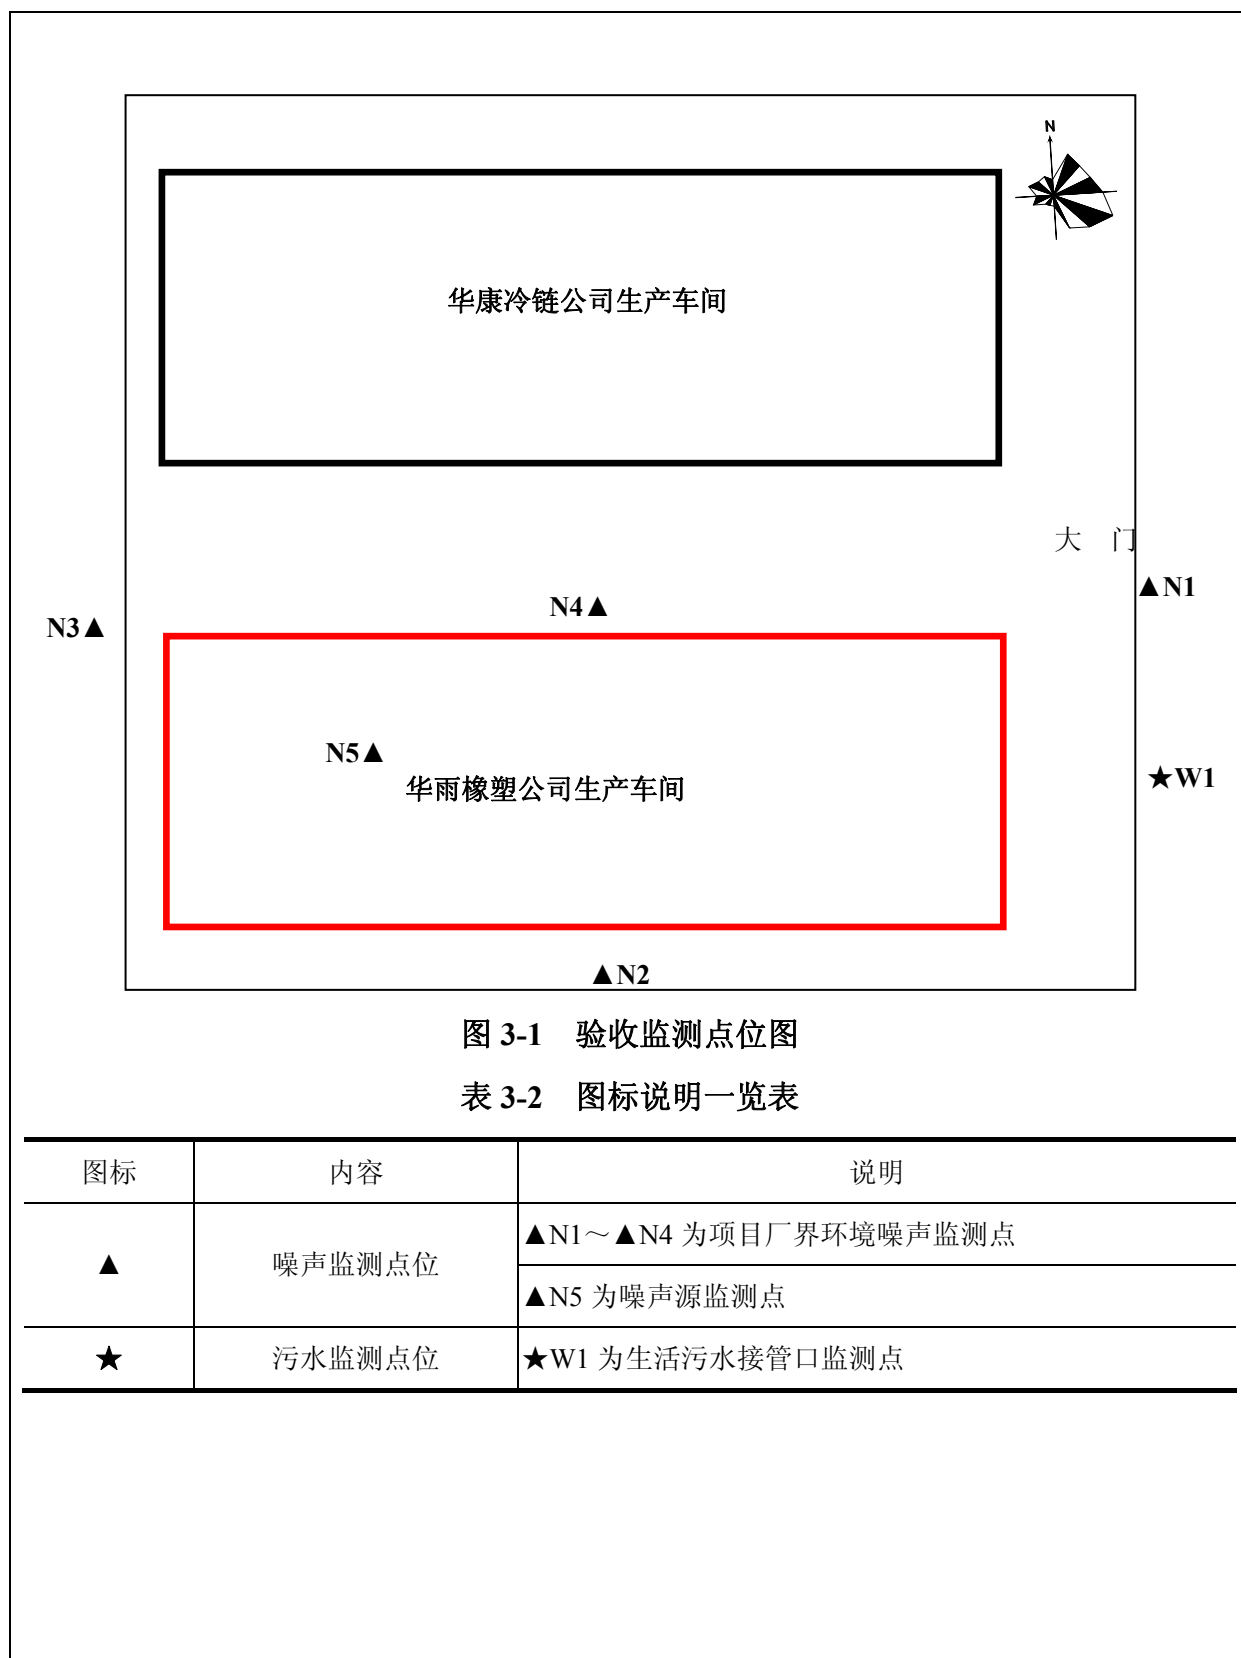 N
华康冷链公司生产车间
大 门
▲N1
N4▲
N3▲
N5▲
华雨橡塑公司生产车间
★W1
▲N2
图 3-1 验收监测点位图
表 3-2 图标说明一览表
图标 内容 说明
▲ 噪声监测点位 ▲N1～▲N4 为项目厂界环境噪声监测点
▲N5 为噪声源监测点
★ 污水监测点位 ★W1 为生活污水接管口监测点